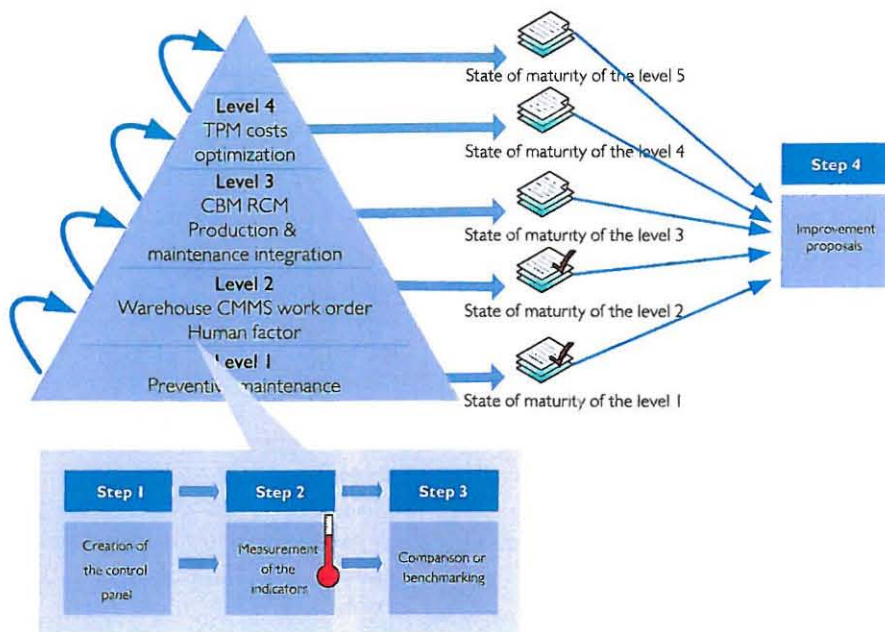 State of maturity of the level 5
Level 4
TPM costs
optimization
State of maturity of the level 4
Step 4
Level 3
CBM RCM
Production &
maintenance integration
State of maturity of the level 3
Improvement
proposals
Level 2
Warehouse CMMS work order
Human factor
State of maturity of the level 2
Level 1
Preventive maintenance
State of maturity of the level 1
Step 1
Step 2
Step 3
Creation of
the control
panel
Measurement
of the
indicators
Comparison or
benchmarking